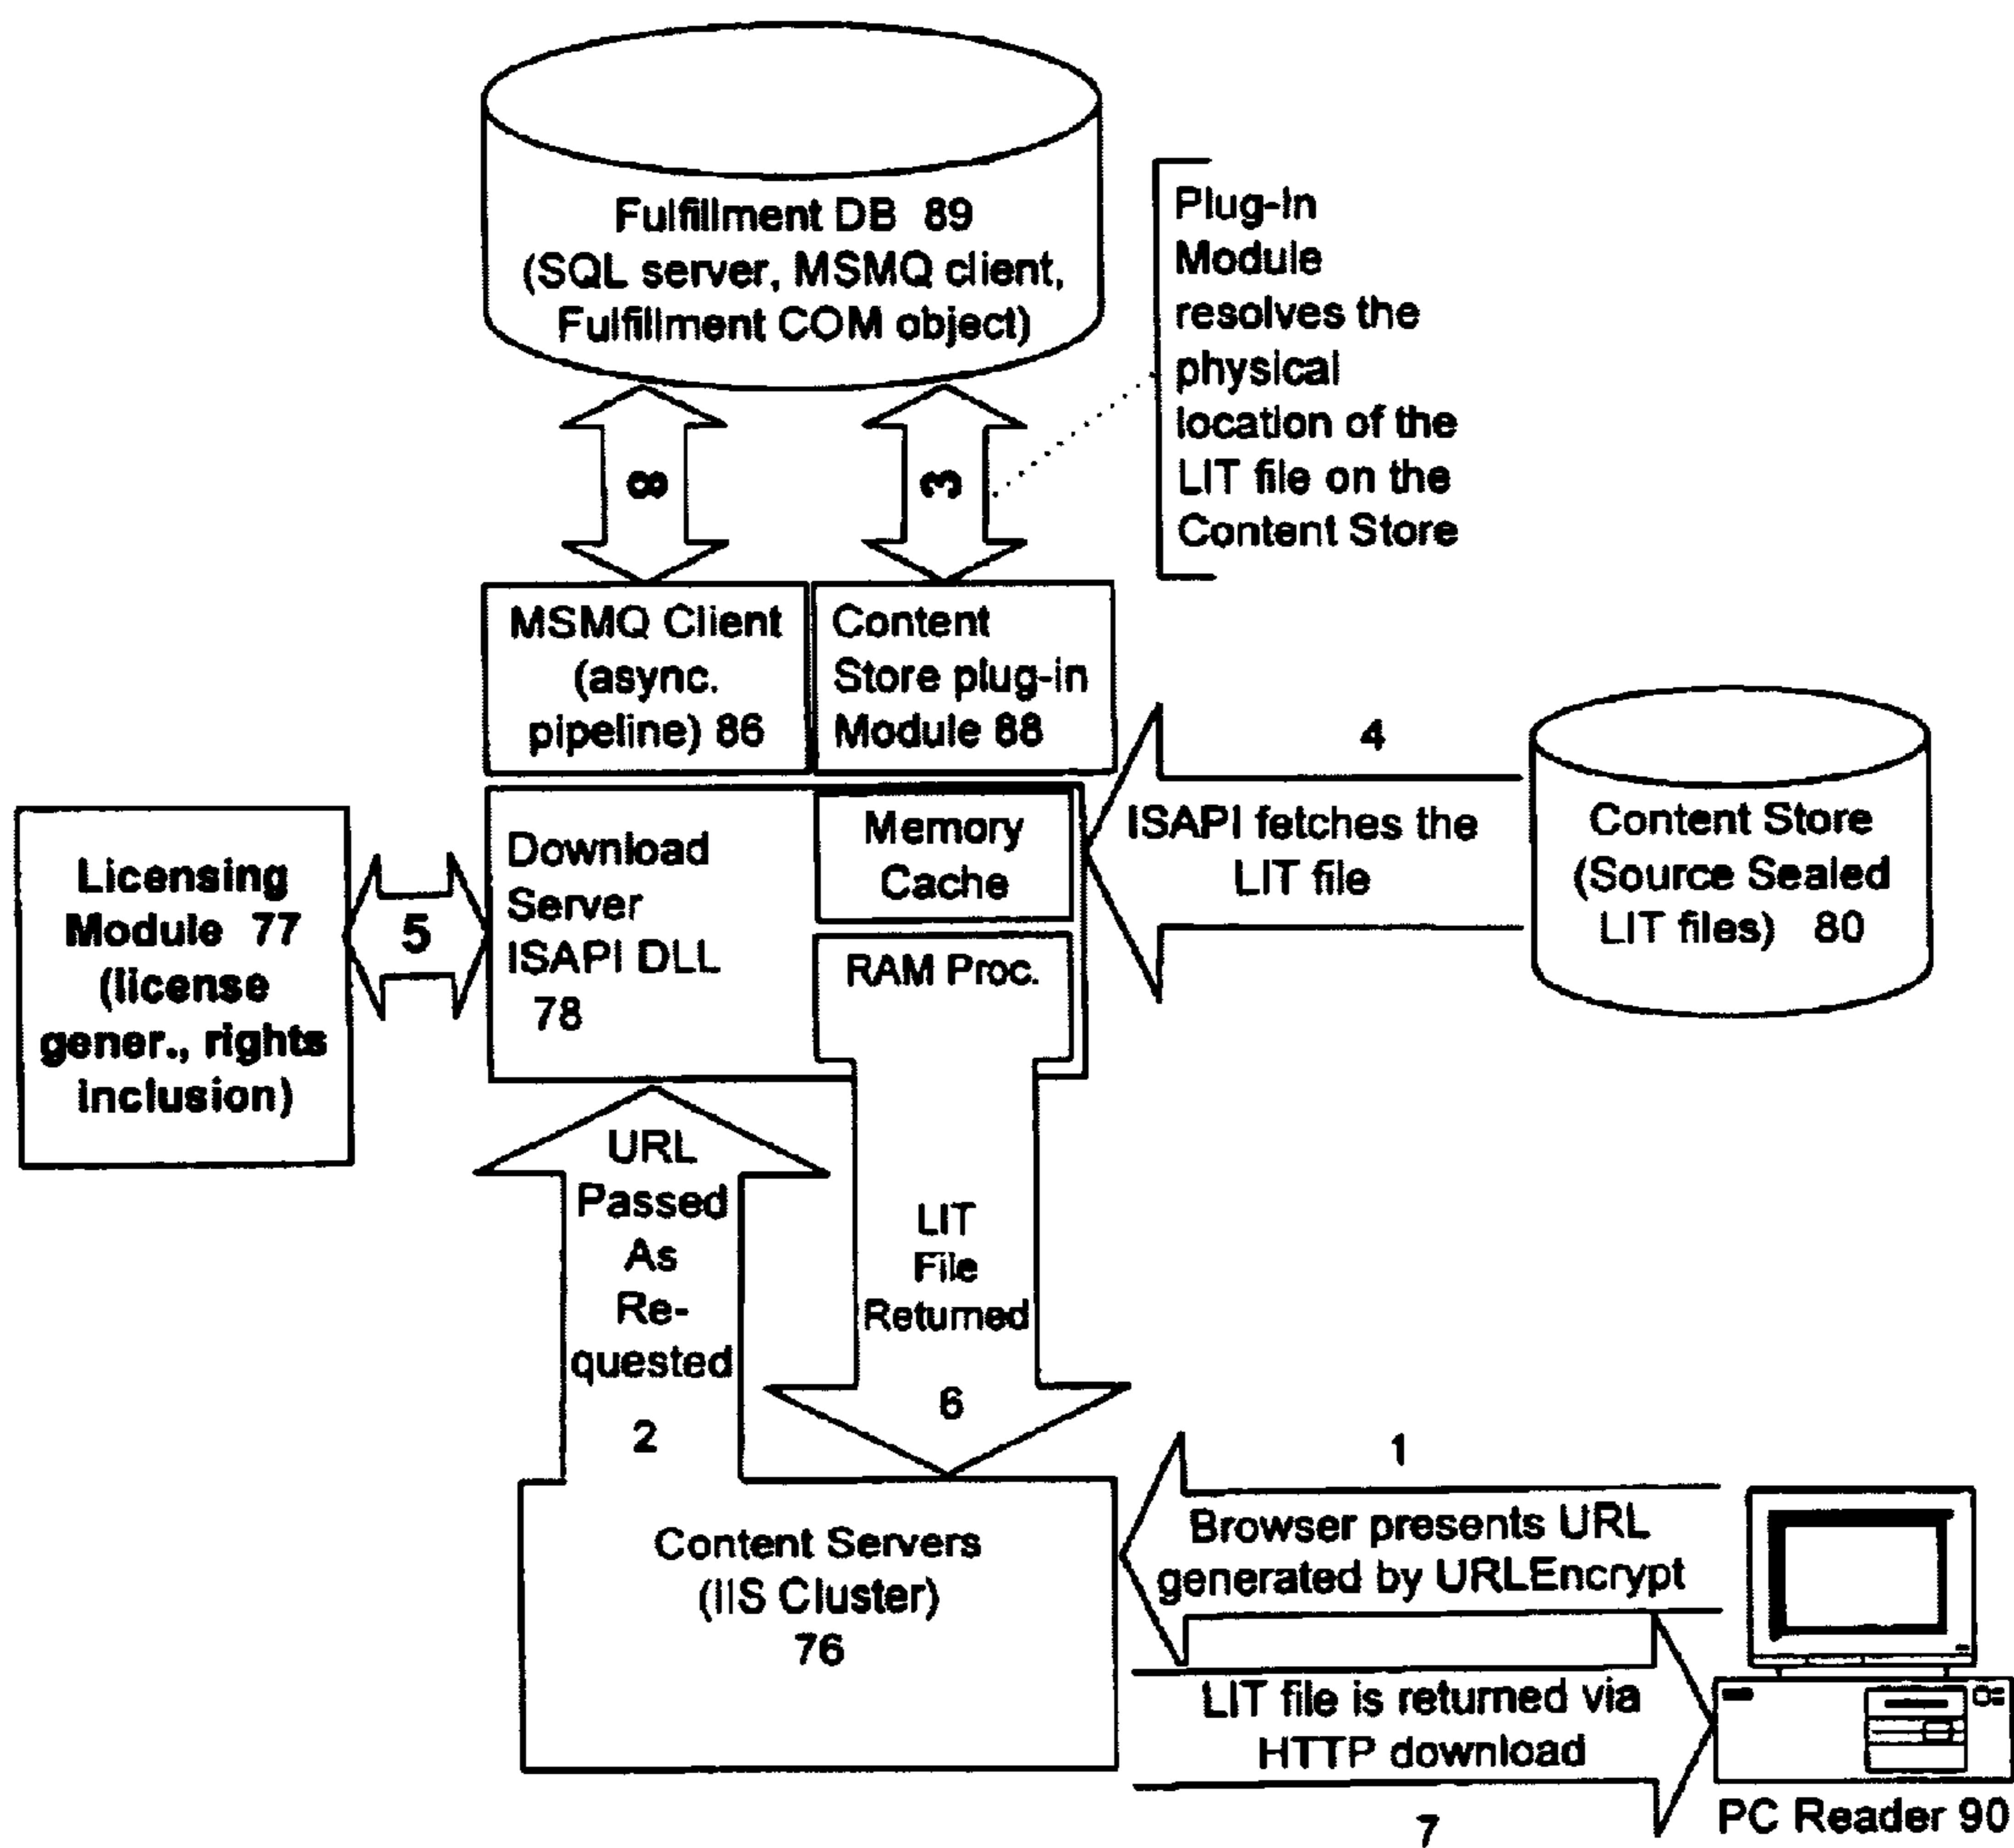 Fulfillment DB 89
(SQL server, MSMQ client,
Fulfillment COM object)
Plug-In
Module
resolves the
physical
location of the
LIT file on the
Content Store
8
3
MSMQ Client
(async.
pipeline) 86
Content
Store plug-in
Module 88
4
ISAPI fetches the
LIT file
Content Store
(Source Sealed
LIT files) 80
Licensing
Module 77
(license
gener., rights
inclusion)
5
Download
Server
ISAPI DLL
78
Memory
Cache
RAM Proc.
URL
Passed
As
Re-
quested
2
LIT
File
Returned
6
Content Servers
(IIS Cluster)
76
1
Browser presents URL
generated by URLEncrypt
LIT file is returned via
HTTP download
7
PC Reader 90